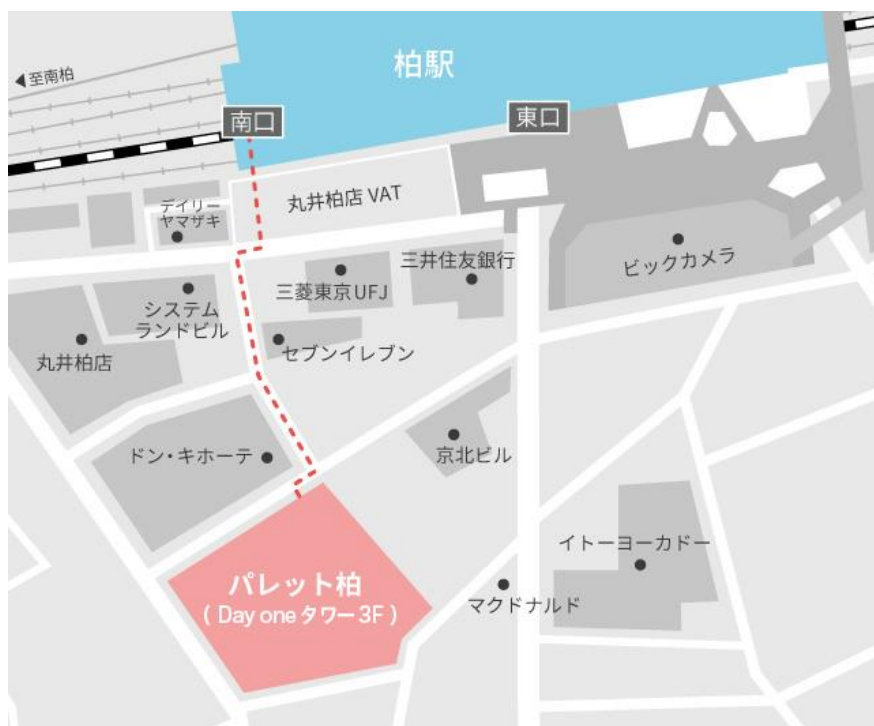 柏駅
◀至南柏
南口
東口
丸井柏店 VAT
デイリー
ヤマザキ
三井住友銀行
ビックカメラ
三菱東京UFJ
システム
ランドビル
丸井柏店
セブンイレブン
ドン・キホーテ
京北ビル
イトーヨーカドー
パレット柏
( Day one タワー 3F )
マクドナルド